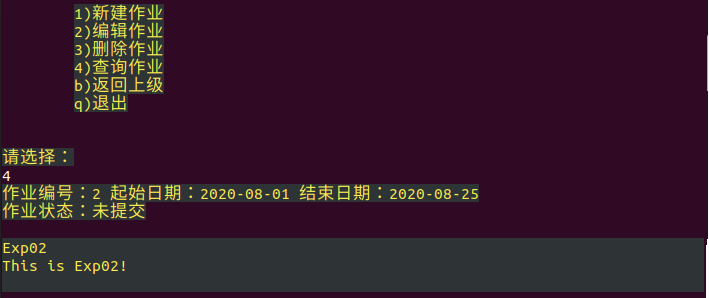 1)新建作业
2)编辑作业
3)删除作业
4)查询作业
b)返回上级
q)退出
请选择：
4
作业编号：2 起始日期：2020-08-01 结束日期：2020-08-25
作业状态：未提交
Exp02
This is Exp02!